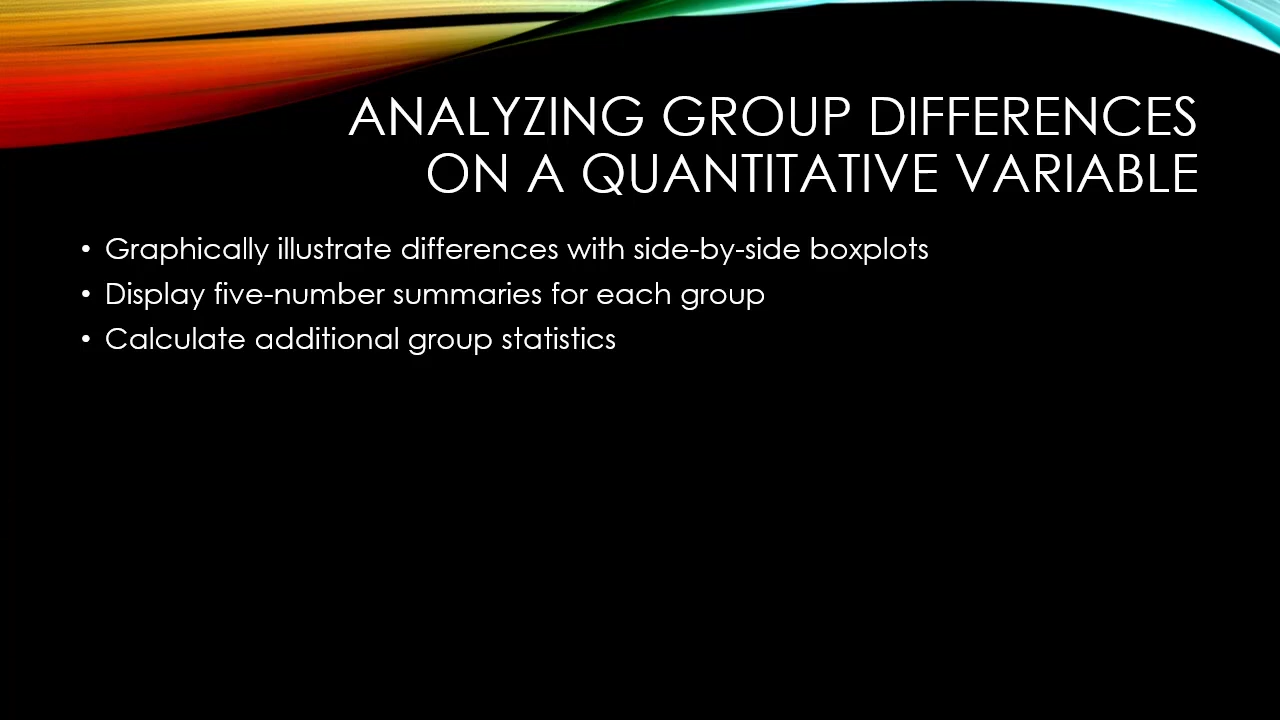 ANALYZING GROUP DIFFERENCES
ON A QUANTITATIVE VARIABLE
• Graphically illustrate differences with side-by-side boxplots
• Display five-number summaries for each group
• Calculate additional group statistics